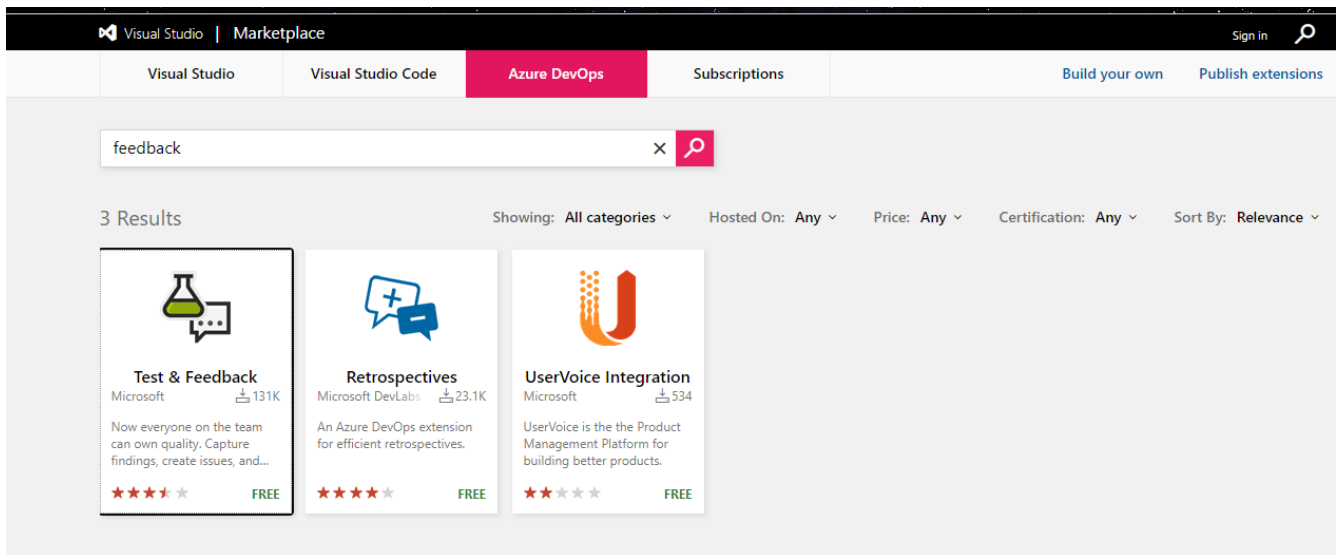 Visual Studio | Marketplace
Sign in
Visual Studio
Visual Studio Code
Azure DevOps
Subscriptions
Build your own
Publish extensions
feedback
3 Results
Showing: All categories
Hosted On: Any
Price: Any
Certification: Any
Sort By: Relevance
Test & Feedback
Microsoft 131K
Now everyone on the team
can own quality. Capture
findings, create issues, and...
FREE
Retrospectives
Microsoft DevLabs 23.1K
An Azure DevOps extension
for efficient retrospectives.
FREE
UserVoice Integration
Microsoft 534
UserVoice is the the Product
Management Platform for
building better products.
FREE